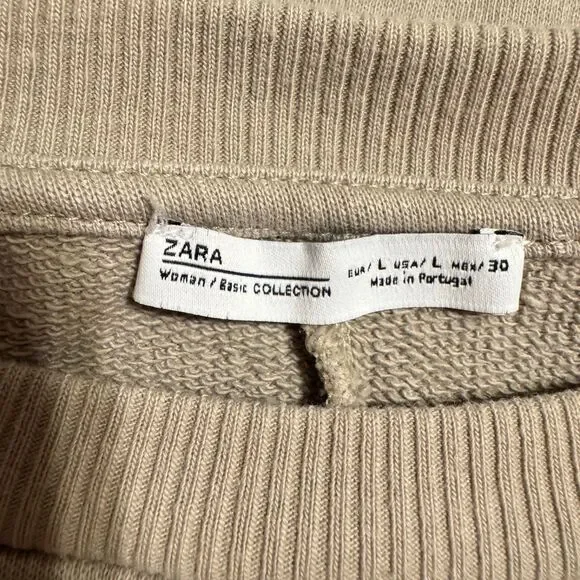 ZARA
Woman / Basic COLLECTION
EUR/ L USA/ L MEX/ 30
Made in Portugal